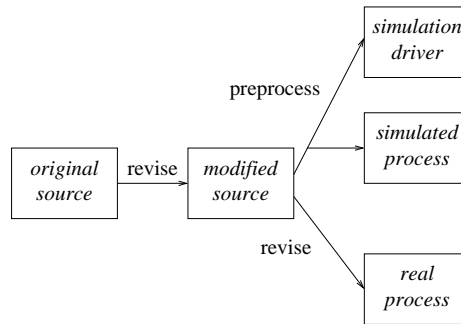 simulation
driver
preprocess
simulated
process
original
source
revise
modified
source
revise
real
process